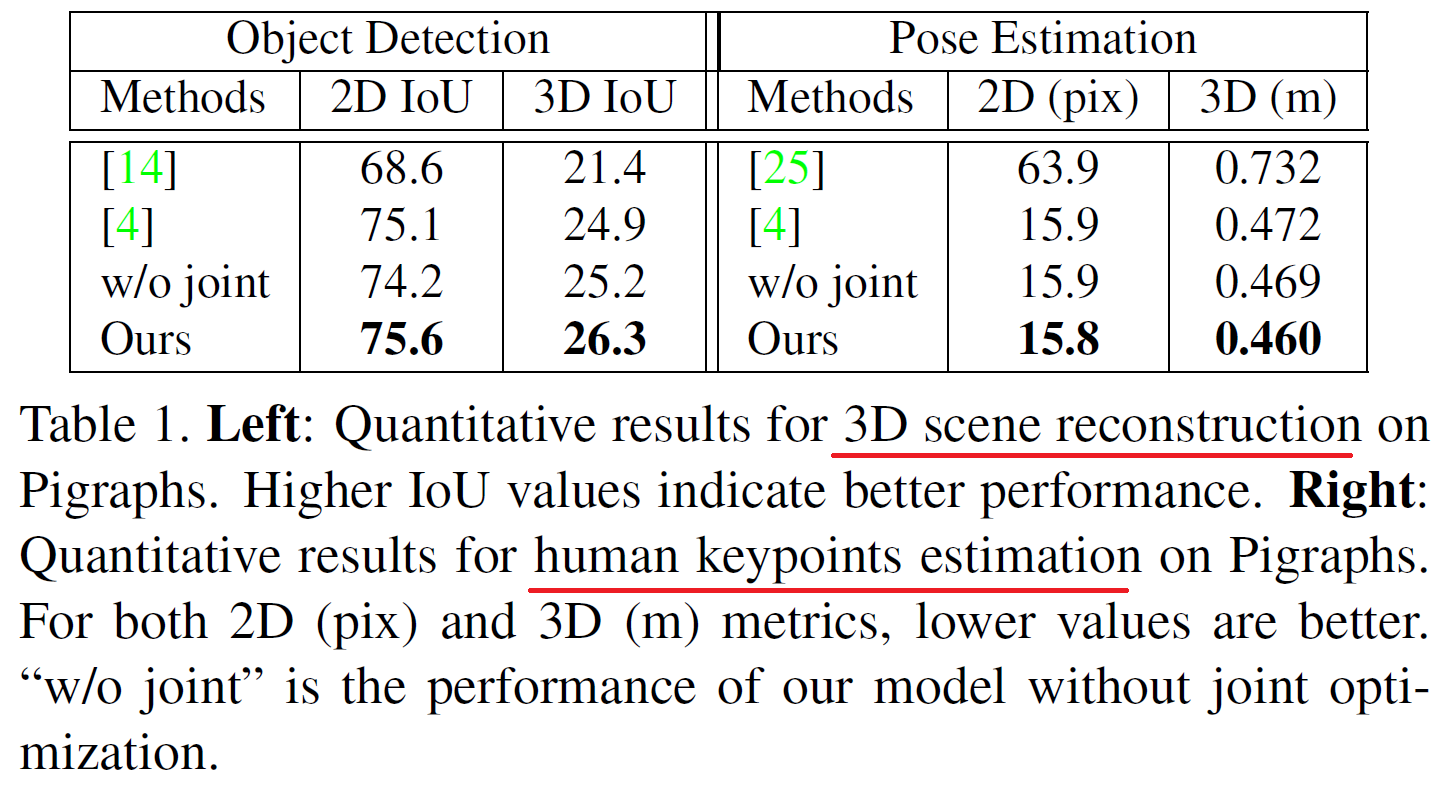 Object Detection Pose Estimation
Methods 2D IoU 3D IoU Methods 2D (pix) 3D (m)
[14] 68.6 21.4 [25] 63.9 0.732
[4] 75.1 24.9 [4] 15.9 0.472
w/o joint 74.2 25.2 w/o joint 15.9 0.469
Ours 75.6 26.3 Ours 15.8 0.460
Table 1. Left: Quantitative results for 3D scene reconstruction on
Pigraphs. Higher IoU values indicate better performance. Right:
Quantitative results for human keypoints estimation on Pigraphs.
For both 2D (pix) and 3D (m) metrics, lower values are better.
“w/o joint” is the performance of our model without joint opti-
mization.